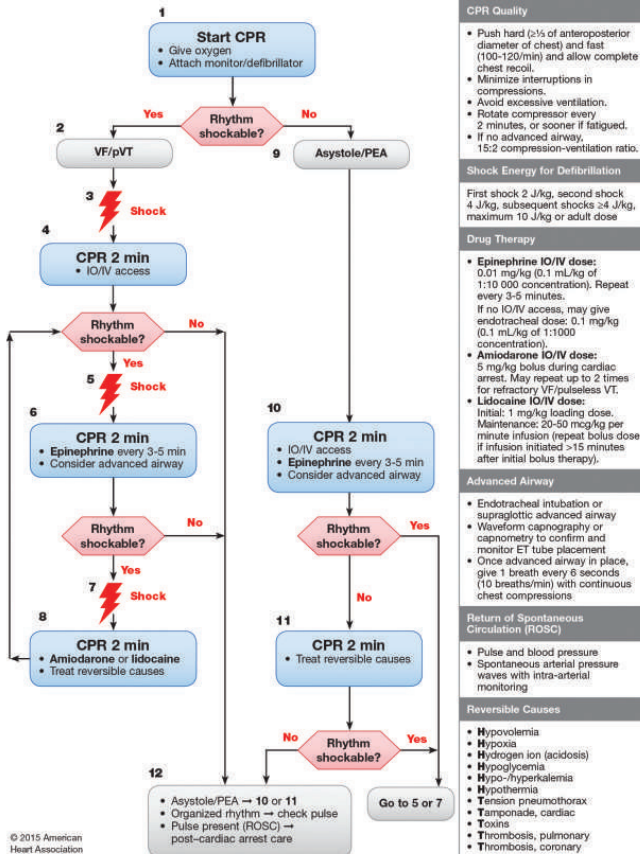 1
Start CPR
• Give oxygen
• Attach monitor/defibrillator
Yes
Rhythm
shockable?
No
2
VF/pVT
9
Asystole/PEA
3
Shock
4
CPR 2 min
• IO/IV access
Rhythm
shockable?
No
Yes
5
Shock
6
CPR 2 min
• Epinephrine every 3-5 min
• Consider advanced airway
Rhythm
shockable?
No
Yes
7
Shock
8
CPR 2 min
• Amiodarone or lidocaine
• Treat reversible causes
10
CPR 2 min
• IO/IV access
• Epinephrine every 3-5 min
• Consider advanced airway
Rhythm
shockable?
Yes
No
11
CPR 2 min
• Treat reversible causes
No
Rhythm
shockable?
Yes
12
• Asystole/PEA → 10 or 11
• Organized rhythm → check pulse
• Pulse present (ROSC) →
post–cardiac arrest care
Go to 5 or 7
© 2015 American
Heart Association
CPR Quality
• Push hard (≥⅓ of anteroposterior
diameter of chest) and fast
(100-120/min) and allow complete
chest recoil.
• Minimize interruptions in
compressions.
• Avoid excessive ventilation.
• Rotate compressor every
2 minutes, or sooner if fatigued.
• If no advanced airway,
15:2 compression-ventilation ratio.
Shock Energy for Defibrillation
First shock 2 J/kg, second shock
4 J/kg, subsequent shocks ≥4 J/kg,
maximum 10 J/kg or adult dose
Drug Therapy
• Epinephrine IO/IV dose:
0.01 mg/kg (0.1 mL/kg of
1:10 000 concentration). Repeat
every 3-5 minutes.
If no IO/IV access, may give
endotracheal dose: 0.1 mg/kg
(0.1 mL/kg of 1:1000
concentration).
• Amiodarone IO/IV dose:
5 mg/kg bolus during cardiac
arrest. May repeat up to 2 times
for refractory VF/pulseless VT.
• Lidocaine IO/IV dose:
Initial: 1 mg/kg loading dose.
Maintenance: 20-50 mcg/kg per
minute infusion (repeat bolus dose
if infusion initiated >15 minutes
after initial bolus therapy).
Advanced Airway
• Endotracheal intubation or
supraglottic advanced airway
• Waveform capnography or
capnometry to confirm and
monitor ET tube placement
• Once advanced airway in place,
give 1 breath every 6 seconds
(10 breaths/min) with continuous
chest compressions
Return of Spontaneous
Circulation (ROSC)
• Pulse and blood pressure
• Spontaneous arterial pressure
waves with intra-arterial
monitoring
Reversible Causes
• Hypovolemia
• Hypoxia
• Hydrogen ion (acidosis)
• Hypoglycemia
• Hypo-/hyperkalemia
• Hypothermia
• Tension pneumothorax
• Tamponade, cardiac
• Toxins
• Thrombosis, pulmonary
• Thrombosis, coronary